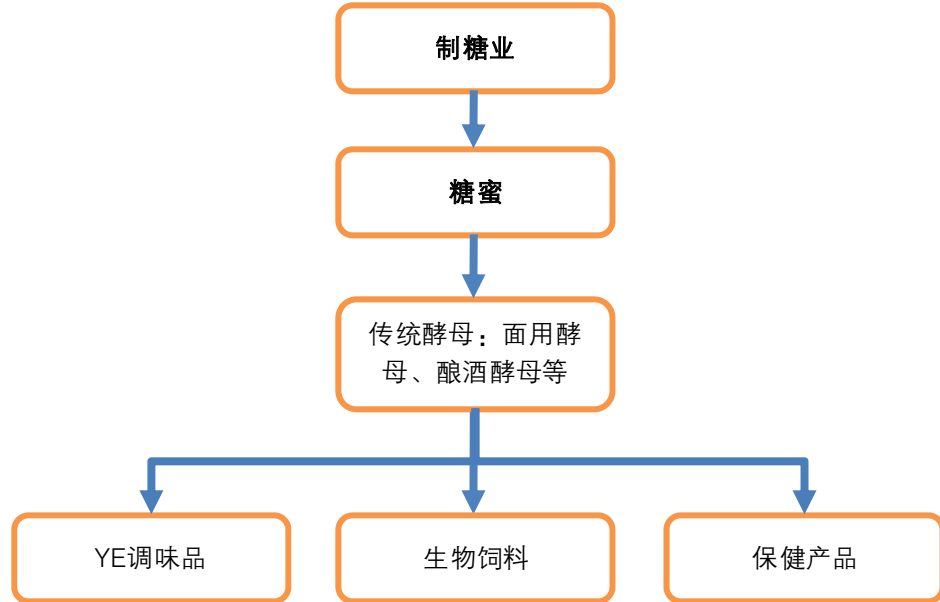 制糖业
糖蜜
传统酵母：面用酵
母、酿酒酵母等
YE调味品
生物饲料
保健产品